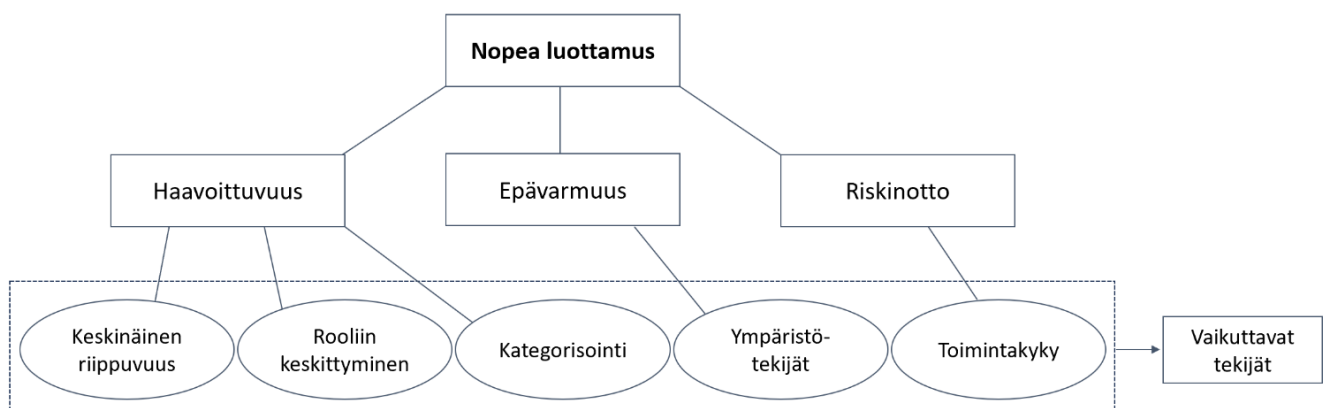 Nopea luottamus
Haavoittuvuus
Epävarmuus
Riskinotto
Keskinäinen
riippuvuus
Rooliin
keskittyminen
Kategorisointi
Ympäristö-
tekijät
Toimintakyky
Vaikuttavat
tekijät